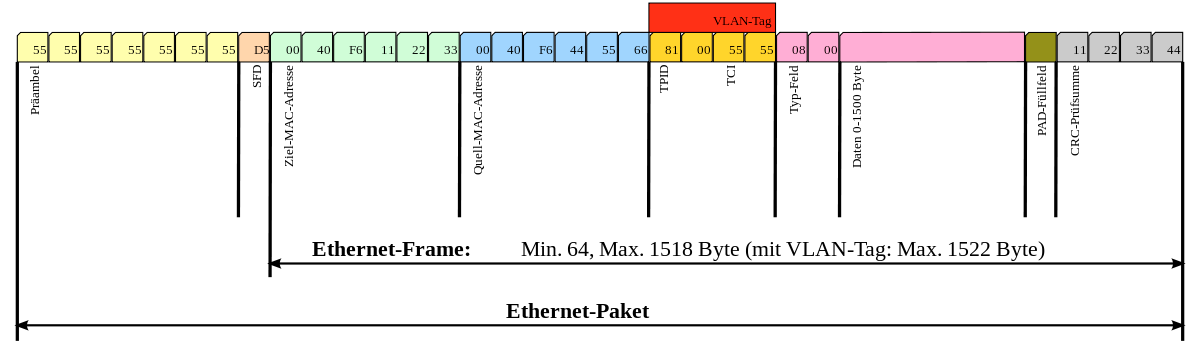 VLAN-Tag
55 55 55 55 55 55 55 D5 00 40 F6 11 22 33 00 40 F6 44 55 66 81 00 55 55 08 00 11 22 33 44
Präambel
SFD
Ziel-MAC-Adresse
Quell-MAC-Adresse
TPID
TCI
Typ-Feld
Daten 0-1500 Byte
PAD-Füllfeld
CRC-Prüfsumme
Ethernet-Frame: Min. 64, Max. 1518 Byte (mit VLAN-Tag: Max. 1522 Byte)
Ethernet-Paket